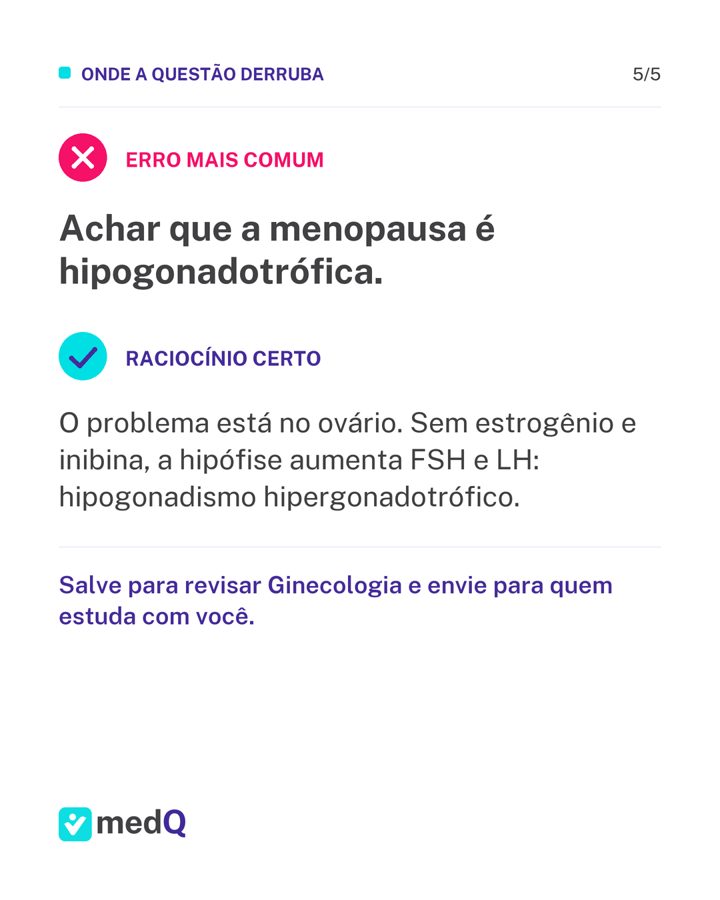 ONDE A QUESTÃO DERRUBA
5/5
ERRO MAIS COMUM
Achar que a menopausa é
hipogonadotrófica.
RACIOCÍNIO CERTO
O problema está no ovário. Sem estrogênio e
inibina, a hipófise aumenta FSH e LH:
hipogonadismo hipergonadotrófico.
Salve para revisar Ginecologia e envie para quem
estuda com você.
medQ